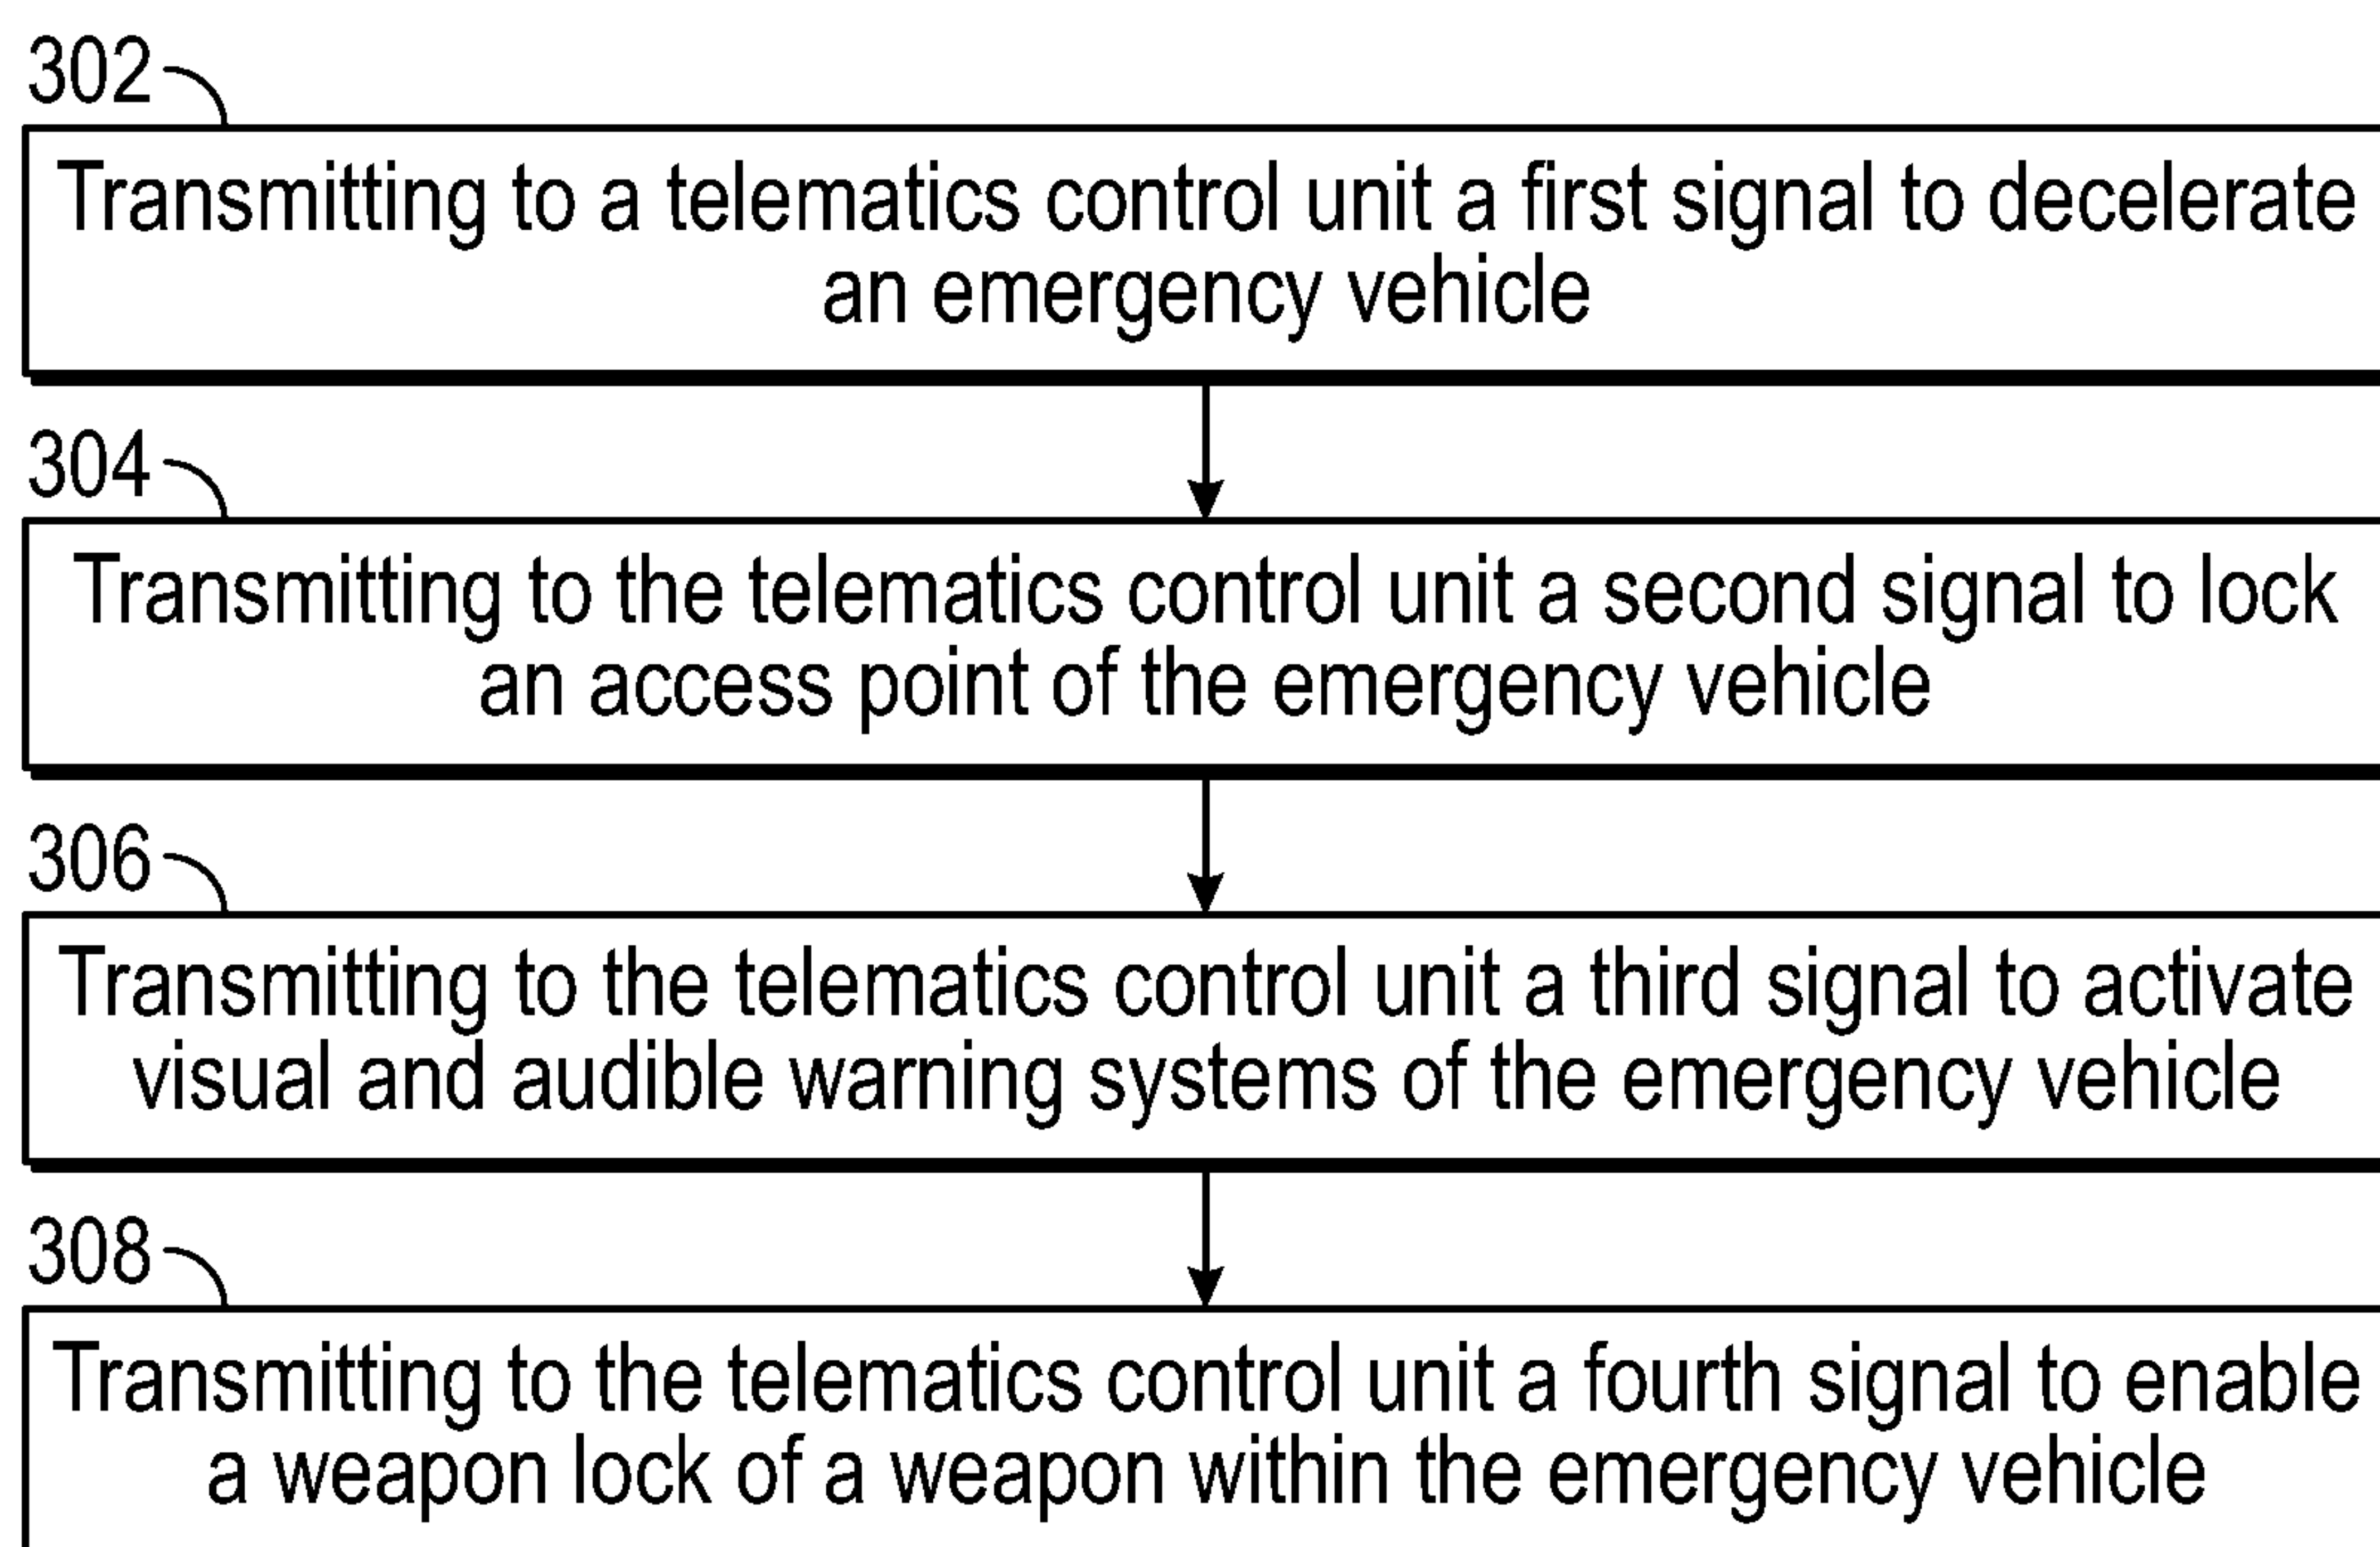 302
Transmitting to a telematics control unit a first signal to decelerate
an emergency vehicle
304
Transmitting to the telematics control unit a second signal to lock
an access point of the emergency vehicle
306
Transmitting to the telematics control unit a third signal to activate
visual and audible warning systems of the emergency vehicle
308
Transmitting to the telematics control unit a fourth signal to enable
a weapon lock of a weapon within the emergency vehicle